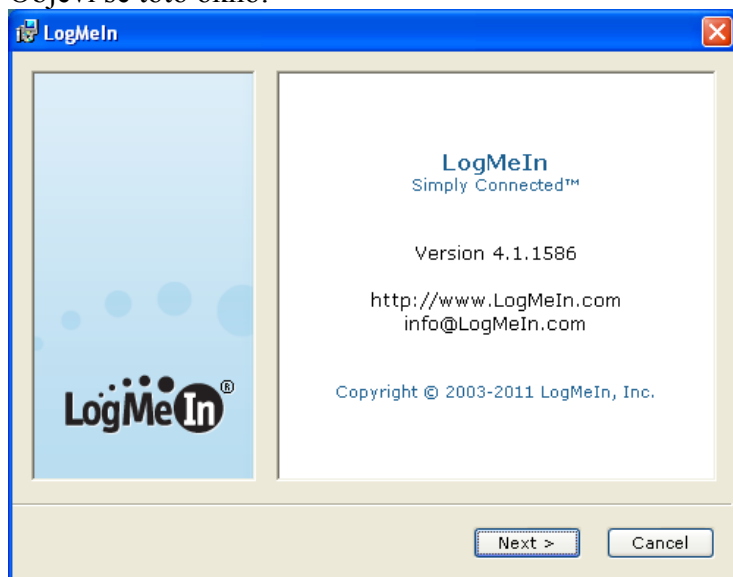 Objeví se toto okno:
LogMeIn
LogMeIn®
LogMeIn
Simply Connected™
Version 4.1.1586
http://www.LogMeIn.com
info@LogMeIn.com
Copyright © 2003-2011 LogMeIn, Inc.
Next >
Cancel